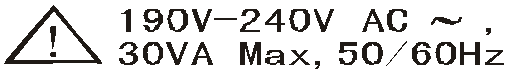 190V-240V AC ~ ,
30VA Max, 50/60Hz